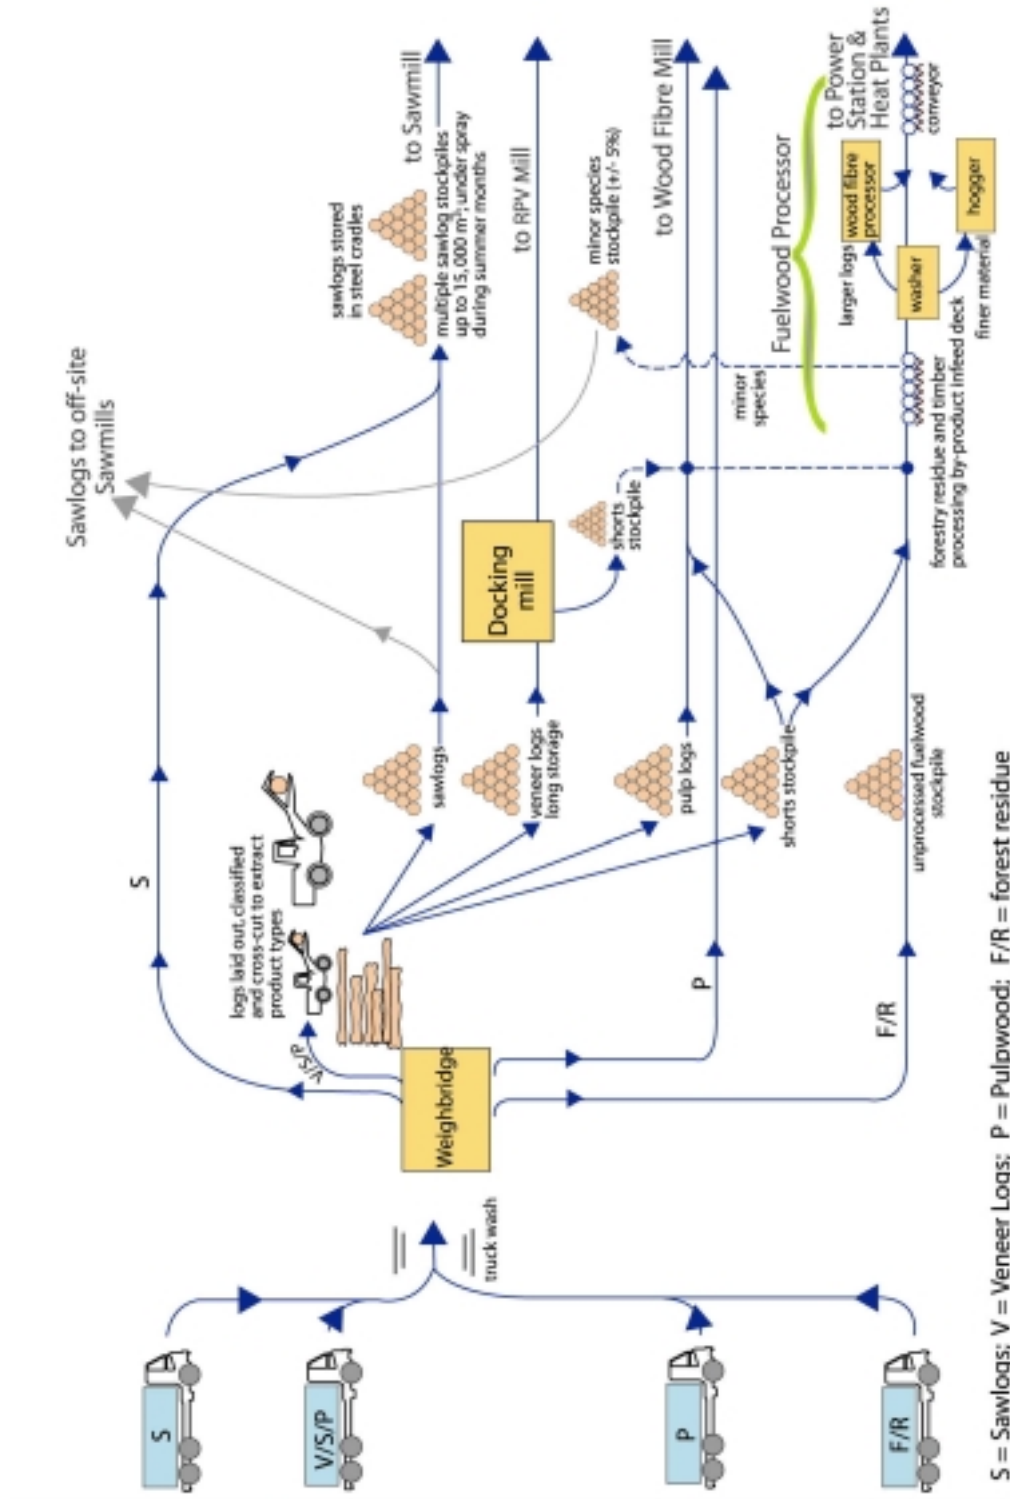 S
V/S/P
P
F/R
truck wash
Weighbridge
S
V/S/P
P
F/R
logs laid out, classified
and cross-cut to extract
product types
sawlogs
veneer logs
long storage
pulp logs
shorts stockpile
unprocessed fuelwood
stockpile
Sawlogs to off-site
Sawmills
Docking
mill
shorts
stockpile
sawlogs stored
in steel cradles
multiple sawlog stockpiles
up to 15,000 m³; under spray
during summer months
to Sawmill
to RPV Mill
minor species
stockpile (+/- 5%)
to Wood Fibre Mill
minor
species
Fuelwood Processor
forestry residue and timber
processing by-product infeed deck
washer
larger logs
finer material
wood fibre
processor
hogger
conveyor
to Power
Station &
Heat Plants
S = Sawlogs; V = Veneer Logs; P = Pulpwood; F/R = forest residue